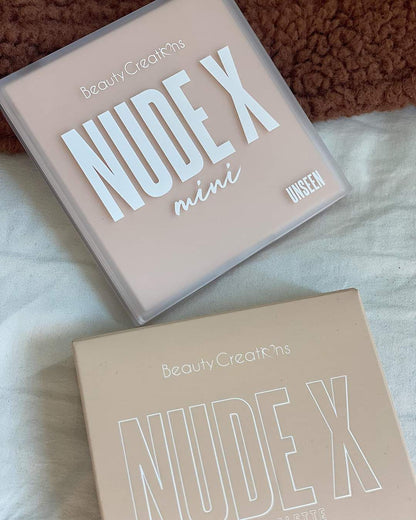 Beauty Creations
NUDE X
mini
UNSEEN
Beauty Creations
NUDE X